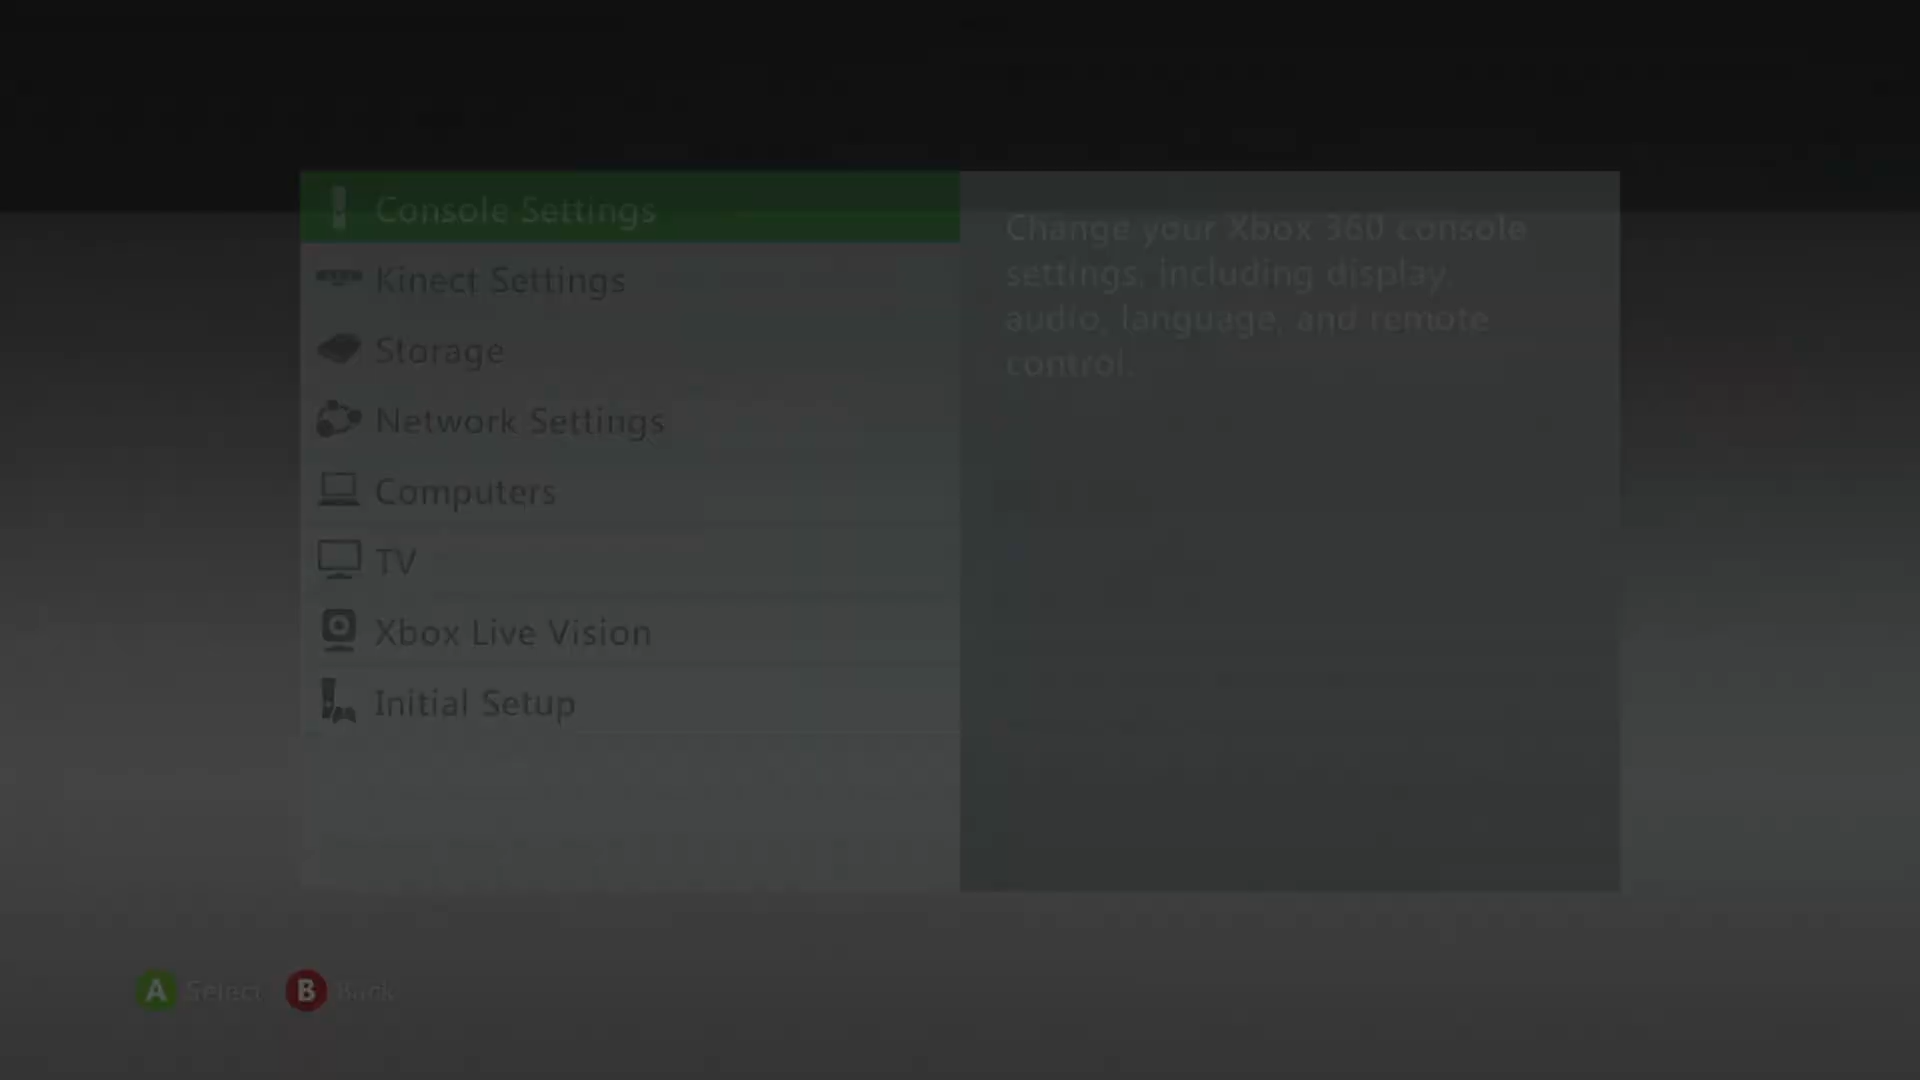 Console Settings
Kinect Settings
Storage
Network Settings
Computers
TV
Xbox Live Vision
Initial Setup
Change your Xbox 360 console
settings, including display,
audio, language, and remote
control.
A Select B Back